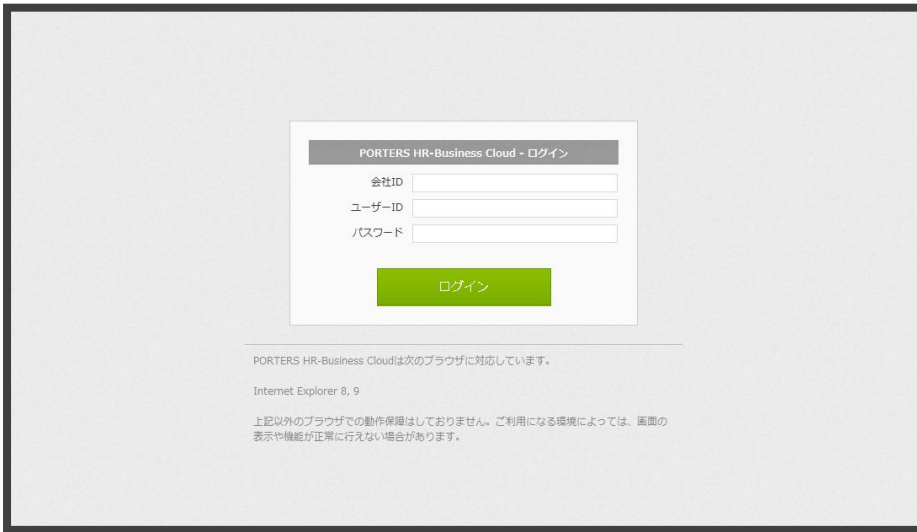 PORTERS HR-Business Cloud - ログイン
会社ID
ユーザーID
パスワード
ログイン
PORTERS HR-Business Cloudは次のブラウザに対応しています。
Internet Explorer 8, 9
上記以外のブラウザでの動作保障はしておりません。ご利用になる環境によっては、画面の
表示や機能が正常に行えない場合があります。